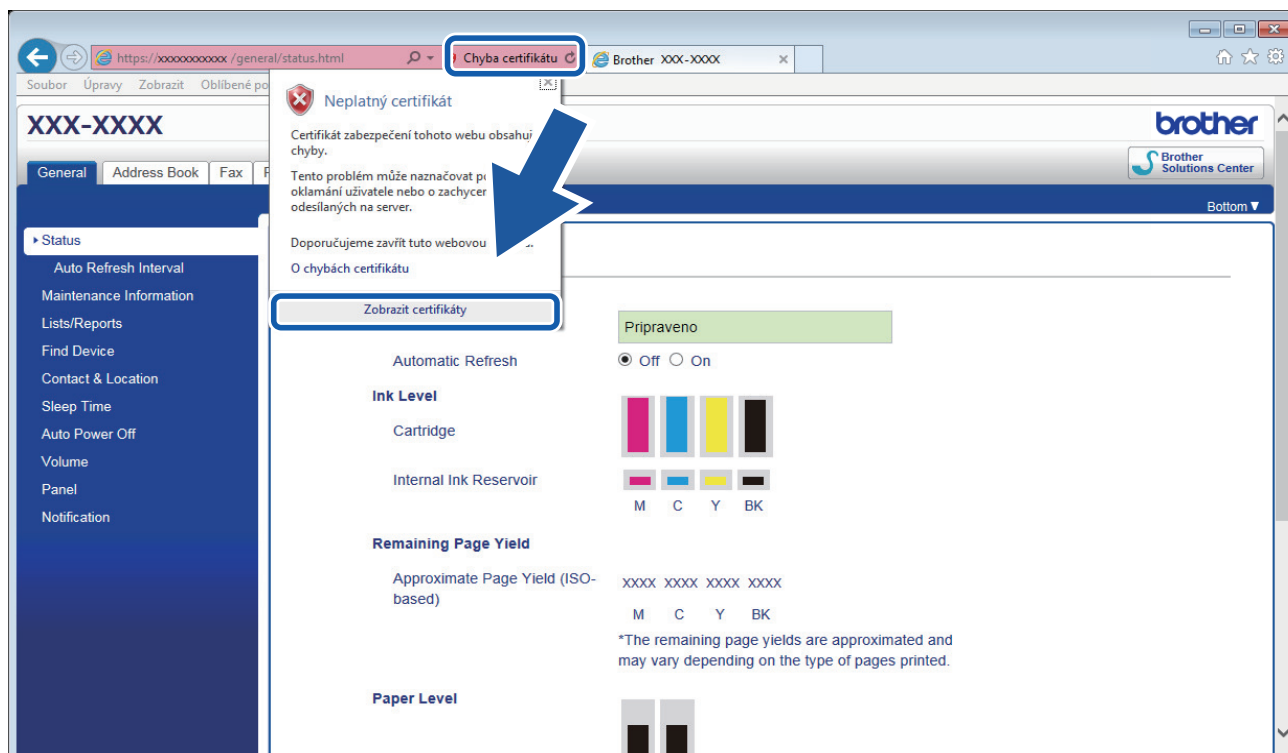 https://xxxxxxxxxxx /general/status.html
Chyba certifikátu
Brother XXX-XXXX
Soubor Úpravy Zobrazit Oblíbené
Neplatný certifikát
Certifikát zabezpečení tohoto webu obsahuje
chyby.
Tento problém může naznačovat
oklamání uživatele nebo o
odesílaných na server.
Doporučujeme zavřít tuto webovou
O chybách certifikátu
Zobrazit certifikáty
XXX-XXXX
brother
General Address Book Fax
Brother
Solutions Center
Bottom▼
Status
Auto Refresh Interval
Maintenance Information
Lists/Reports
Find Device
Contact & Location
Sleep Time
Auto Power Off
Volume
Panel
Notification
Pripraveno
Automatic Refresh Off On
Ink Level
Cartridge
Internal Ink Reservoir
M C Y BK
Remaining Page Yield
Approximate Page Yield (ISO-
based)
XXXX XXXX XXXX XXXX
M C Y BK
*The remaining page yields are approximated and
may vary depending on the type of pages printed.
Paper Level